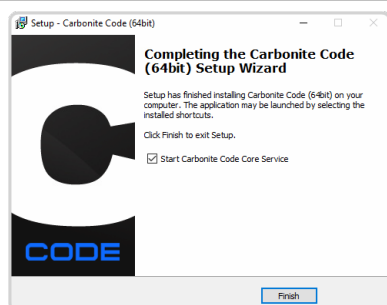 Setup - Carbonite Code (64bit)
Completing the Carbonite Code
(64bit) Setup Wizard
Setup has finished installing Carbonite Code (64bit) on your
computer. The application may be launched by selecting the
installed shortcuts.
Click Finish to exit Setup.
Start Carbonite Code Core Service
CODE
Finish